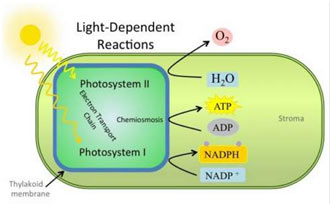 Light-Dependent
Reactions
O₂
Photosystem II
H₂O
Electron Transport
Chain
ATP
Chemiosmosis
ADP
Stroma
Photosystem I
NADPH
NADP⁺
Thylakoid
membrane